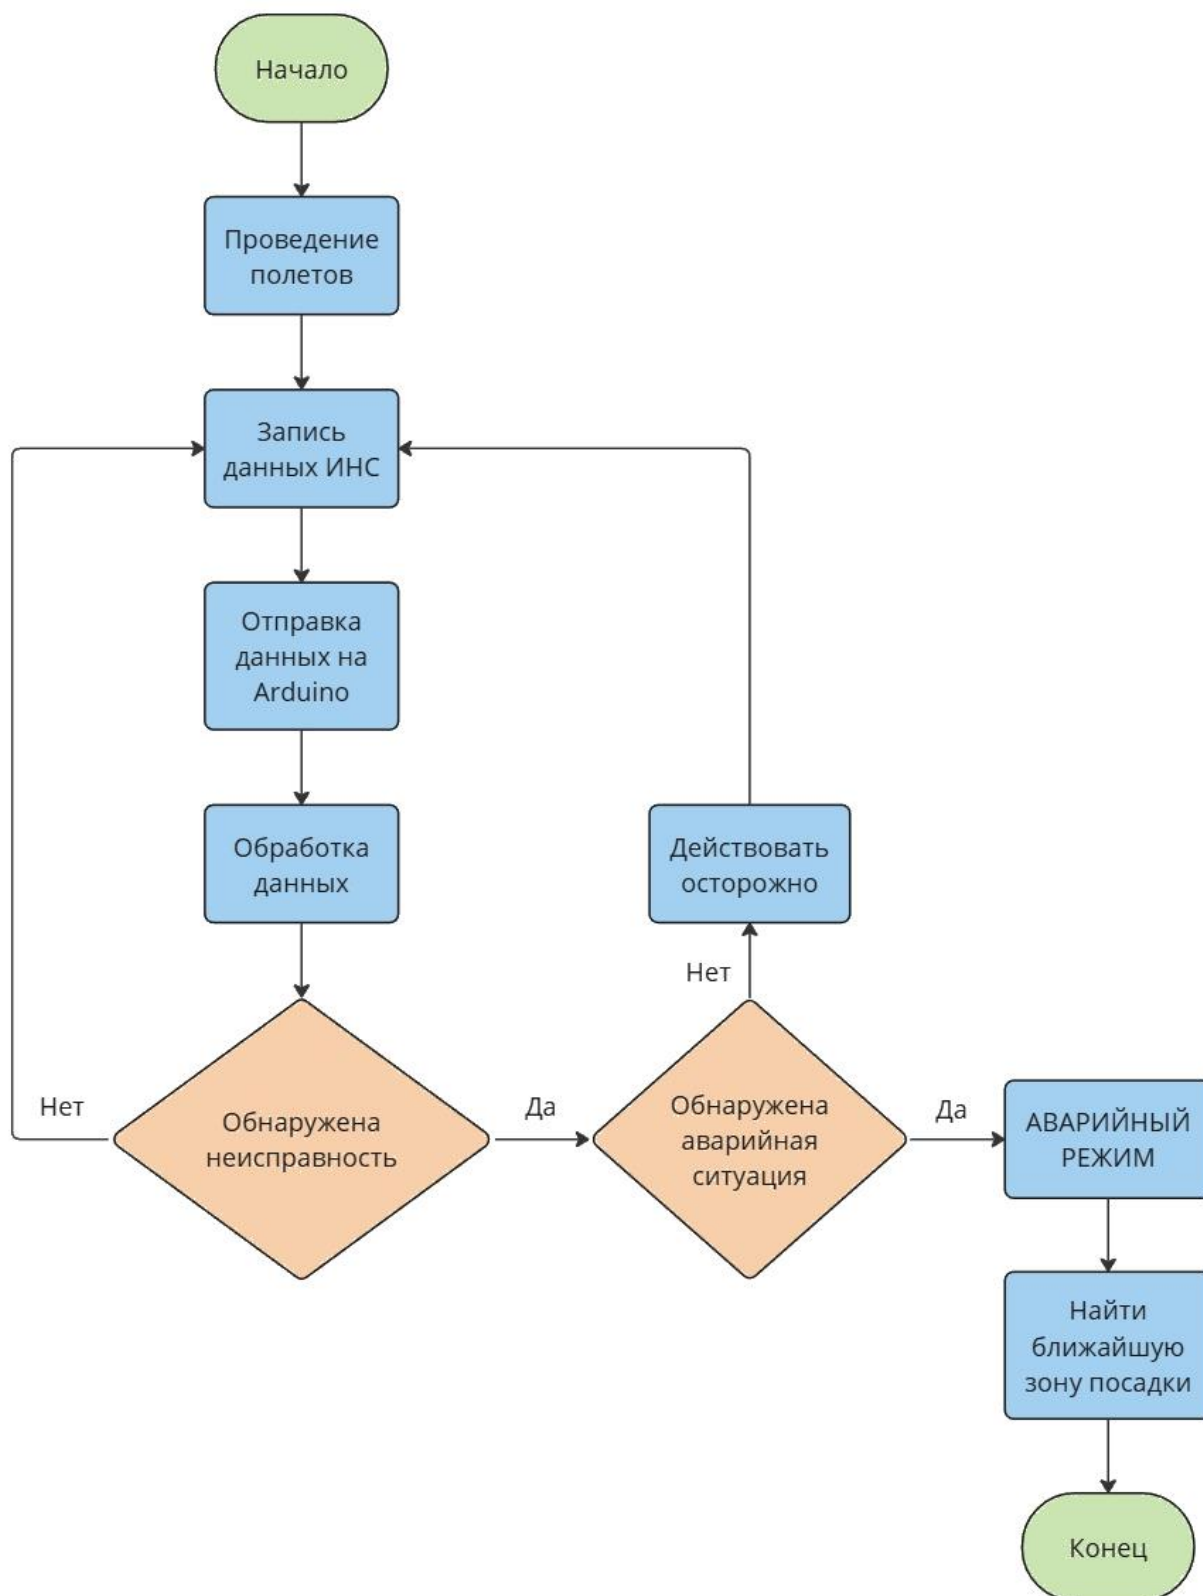 Начало
Проведение
полетов
Запись
данных ИНС
Отправка
данных на
Arduino
Обработка
данных
Действовать
осторожно
Нет
Нет
Обнаружена
неисправность
Да
Обнаружена
аварийная
ситуация
Да
АВАРИЙНЫЙ
РЕЖИМ
Найти
ближайшую
зону посадки
Конец